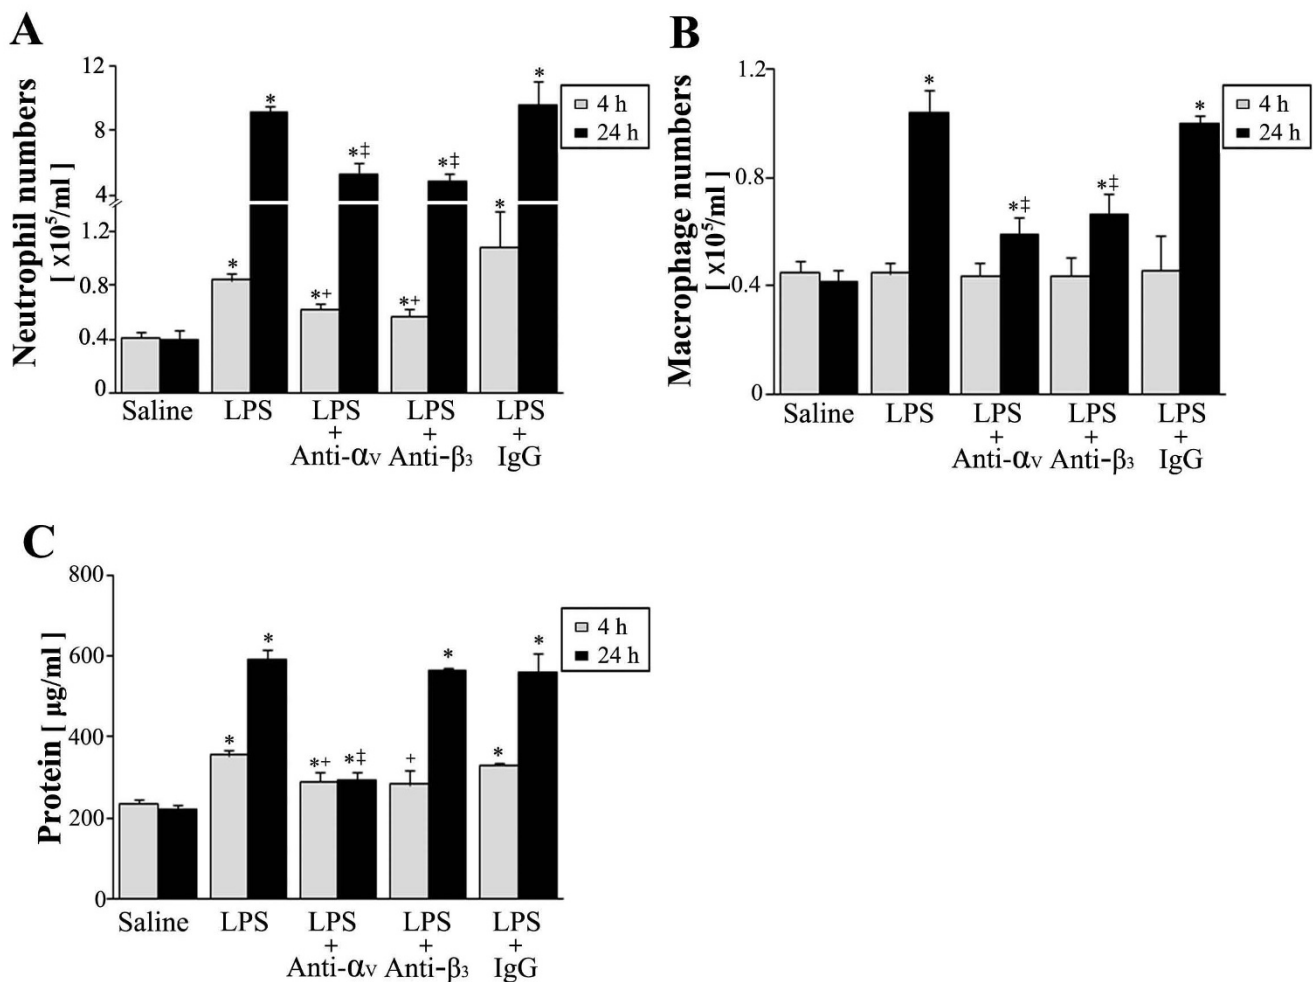 A
Neutrophil numbers
[ x10⁵/ml ]
12
8
4
1.2
0.8
0.4
0
* * *+ *‡ *+ *‡ * *
4 h
24 h
Saline LPS LPS LPS LPS
+ + +
Anti-αv Anti-β₃ IgG
B
Macrophage numbers
[ x10⁵/ml ]
1.2
0.8
0.4
0
* *‡ *‡ *
4 h
24 h
Saline LPS LPS LPS LPS
+ + +
Anti-αv Anti-β₃ IgG
C
Protein [ µg/ml ]
800
600
400
200
0
* * *+ *‡ + * * *
4 h
24 h
Saline LPS LPS LPS LPS
+ + +
Anti-αv Anti-β₃ IgG